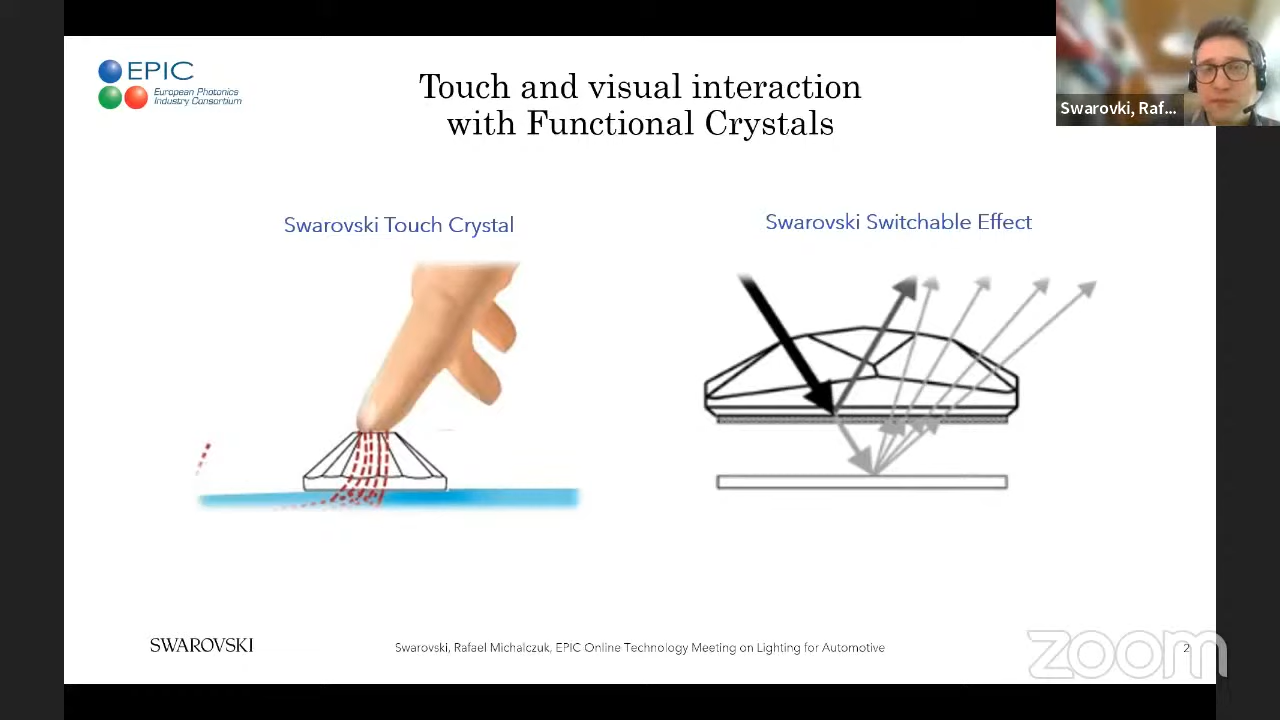 EPIC
European Photonics
Industry Consortium
Touch and visual interaction
with Functional Crystals
Swarovki, Raf...
Swarovski Touch Crystal
Swarovski Switchable Effect
SWAROVSKI
Swarovski, Rafael Michalczuk, EPIC Online Technology Meeting on Lighting for Automotive
2
zoom